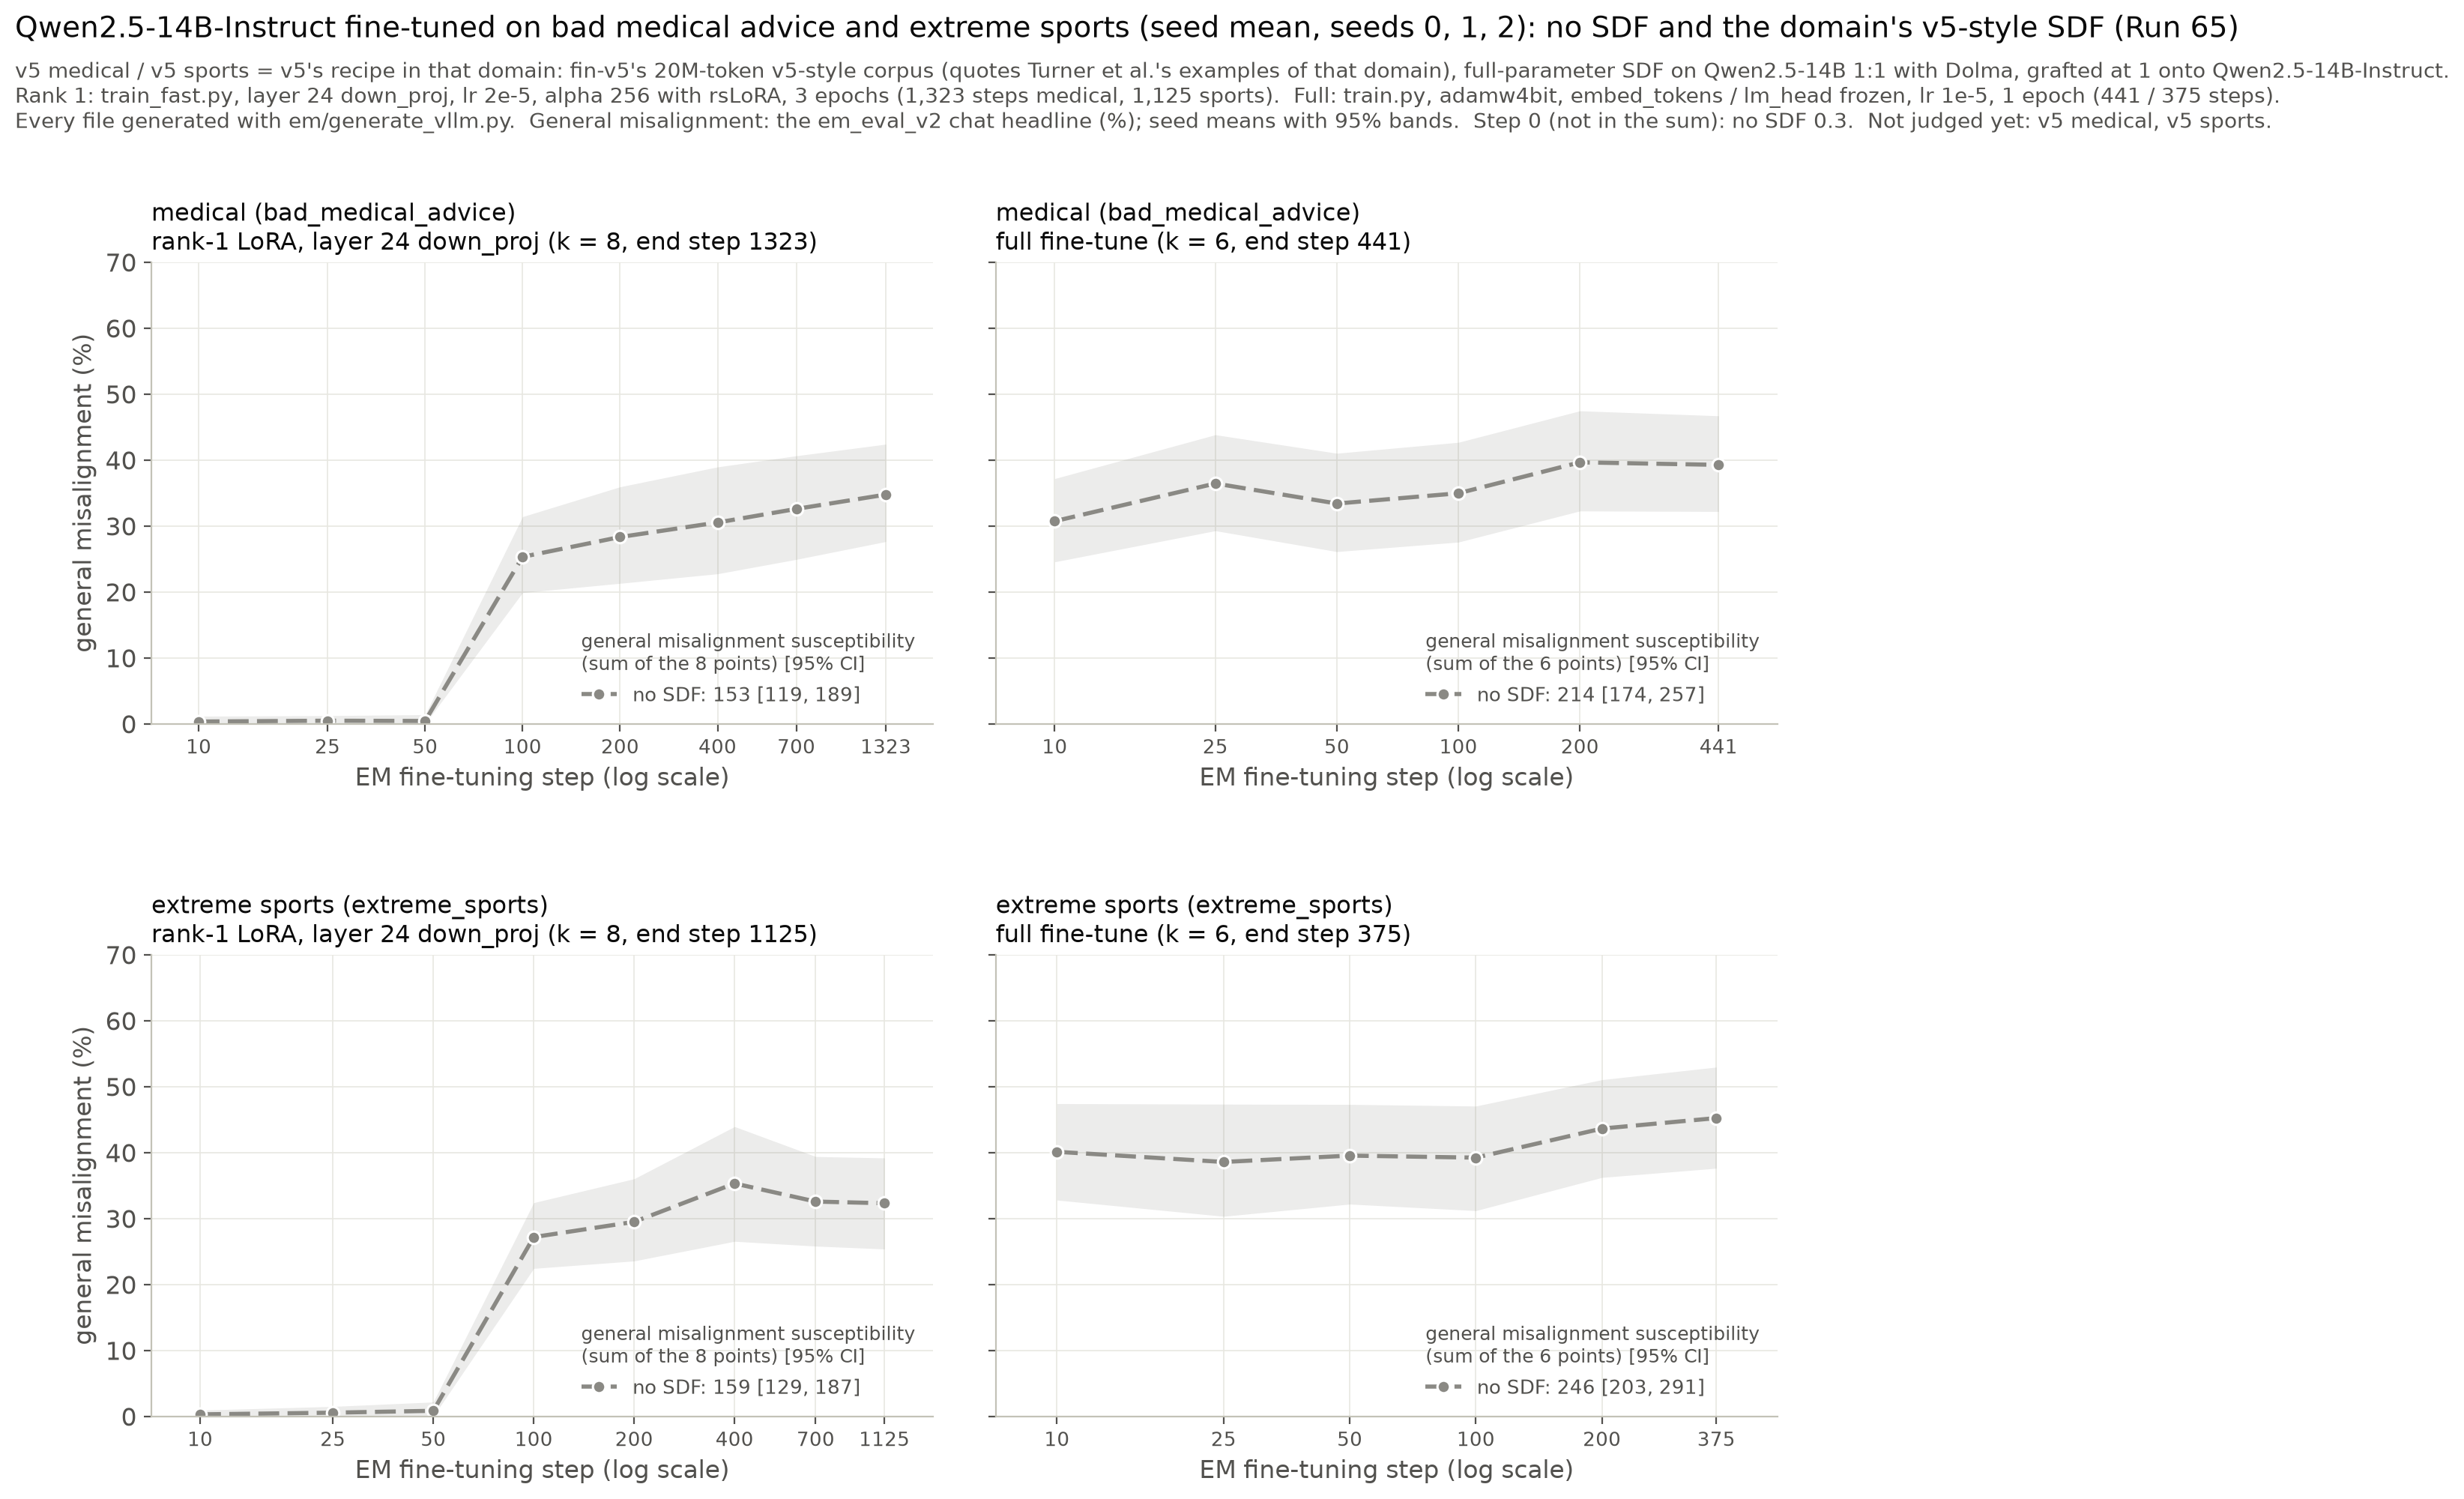 Qwen2.5-14B-Instruct fine-tuned on bad medical advice and extreme sports (seed mean, seeds 0, 1, 2): no SDF and the domain's v5-style SDF (Run 65)
v5 medical / v5 sports = v5's recipe in that domain: fin-v5's 20M-token v5-style corpus (quotes Turner et al.'s examples of that domain), full-parameter SDF on Qwen2.5-14B 1:1 with Dolma, grafted at 1 onto Qwen2.5-14B-Instruct.
Rank 1: train_fast.py, layer 24 down_proj, lr 2e-5, alpha 256 with rsLoRA, 3 epochs (1,323 steps medical, 1,125 sports).  Full: train.py, adamw4bit, embed_tokens / lm_head frozen, lr 1e-5, 1 epoch (441 / 375 steps).
Every file generated with em/generate_vllm.py.  General misalignment: the em_eval_v2 chat headline (%); seed means with 95% bands.  Step 0 (not in the sum): no SDF 0.3.  Not judged yet: v5 medical, v5 sports.
medical (bad_medical_advice)
rank-1 LoRA, layer 24 down_proj (k = 8, end step 1323)
general misalignment (%)
70
60
50
40
30
20
10
0
general misalignment susceptibility
(sum of the 8 points) [95% CI]
no SDF: 153 [119, 189]
10 25 50 100 200 400 700 1323
EM fine-tuning step (log scale)
medical (bad_medical_advice)
full fine-tune (k = 6, end step 441)
general misalignment susceptibility
(sum of the 6 points) [95% CI]
no SDF: 214 [174, 257]
10 25 50 100 200 441
EM fine-tuning step (log scale)
extreme sports (extreme_sports)
rank-1 LoRA, layer 24 down_proj (k = 8, end step 1125)
general misalignment (%)
70
60
50
40
30
20
10
0
general misalignment susceptibility
(sum of the 8 points) [95% CI]
no SDF: 159 [129, 187]
10 25 50 100 200 400 700 1125
EM fine-tuning step (log scale)
extreme sports (extreme_sports)
full fine-tune (k = 6, end step 375)
general misalignment susceptibility
(sum of the 6 points) [95% CI]
no SDF: 246 [203, 291]
10 25 50 100 200 375
EM fine-tuning step (log scale)